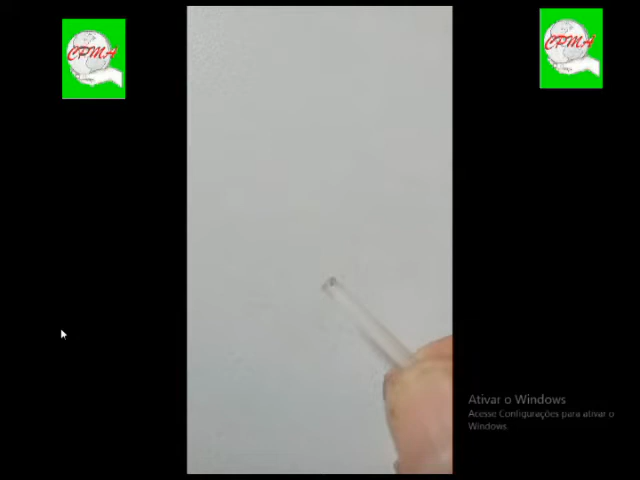 CPMA
CPMA
Ativar o Windows
Acesse Configurações para ativar o
Windows.